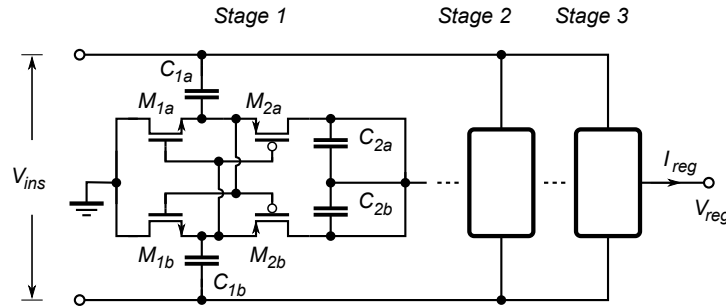 Stage 1 Stage 2 Stage 3
C1a
M1a M2a
C2a
Vins
Ireg
C2b
Vreg
M1b M2b
C1b